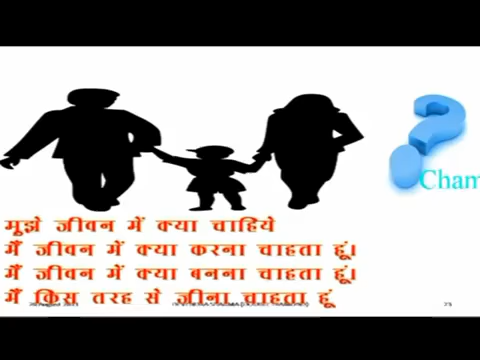 Cham
मूझे जीवन में क्या चाहिये
मैं जीवन में क्या करना चाहता हूं।
मैं जीवन में क्या बनना चाहता हूं।
मैं किस तरह से जीना चाहता हूं